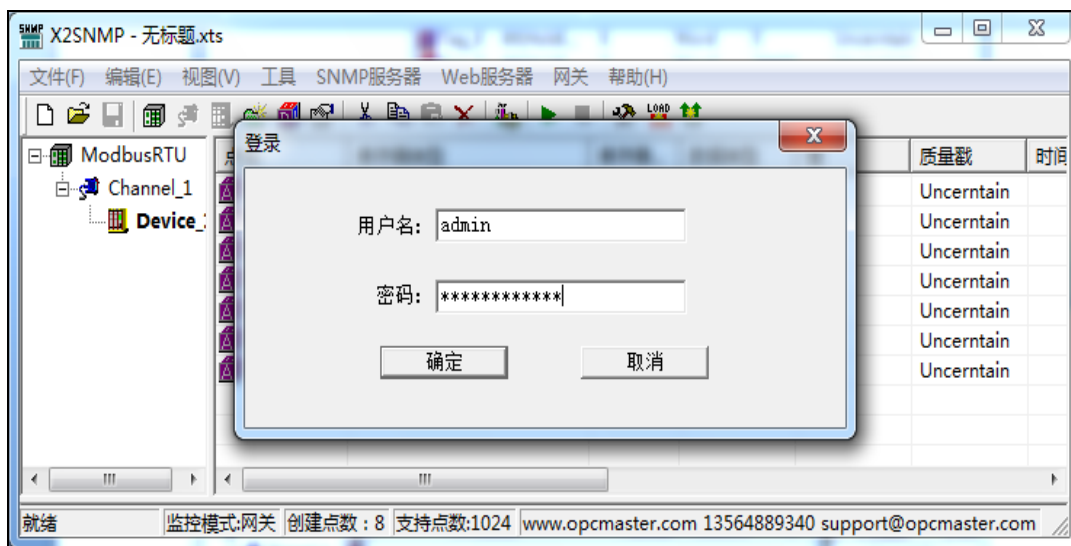 X2SNMP - 无标题.xts
文件(F) 编辑(E) 视图(V) 工具 SNMP服务器 Web服务器 网关 帮助(H)
LOAD
登录
ModbusRTU
质量戳
Channel_1
Uncerntain
Device_
Uncerntain
用户名: admin
Uncerntain
Uncerntain
密码: ************
Uncerntain
Uncerntain
确定 取消
Uncerntain
就绪 监控模式:网关 创建点数 : 8 支持点数:1024 www.opcmaster.com 13564889340 support@opcmaster.com